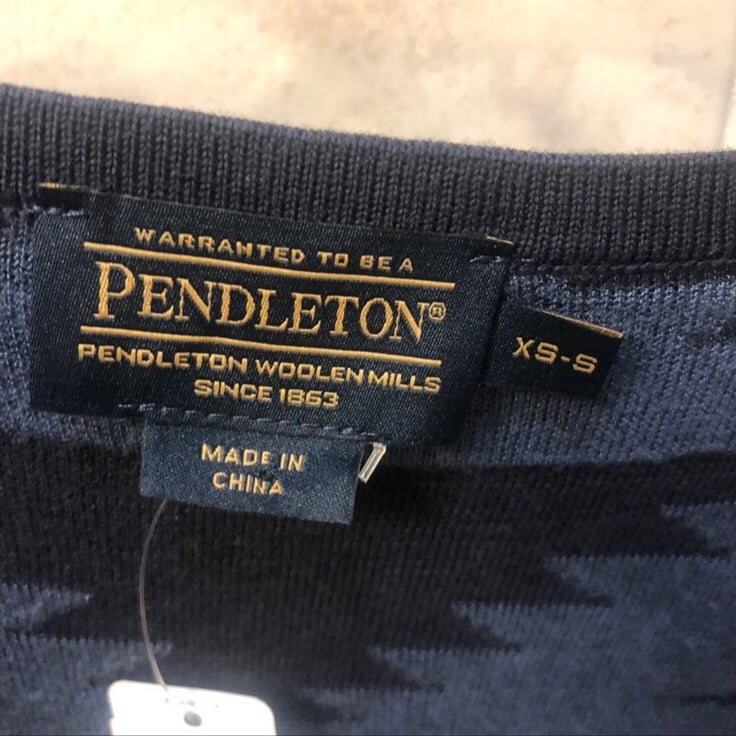 WARRANTED TO BE A
PENDLETON®
PENDLETON WOOLEN MILLS
SINCE 1863
XS-S
MADE IN
CHINA